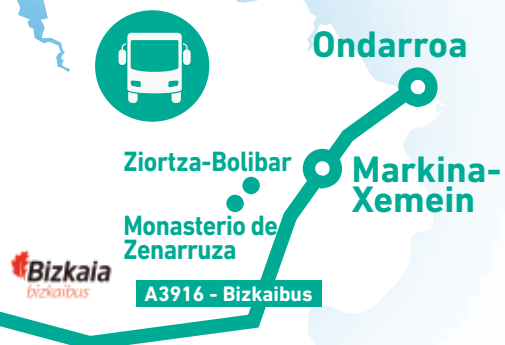 Ondarroa
Ziortza-Bolibar
Markina-
Xemein
Monasterio de
Zenarruza
Bizkaia
bizkaibus
A3916 - Bizkaibus